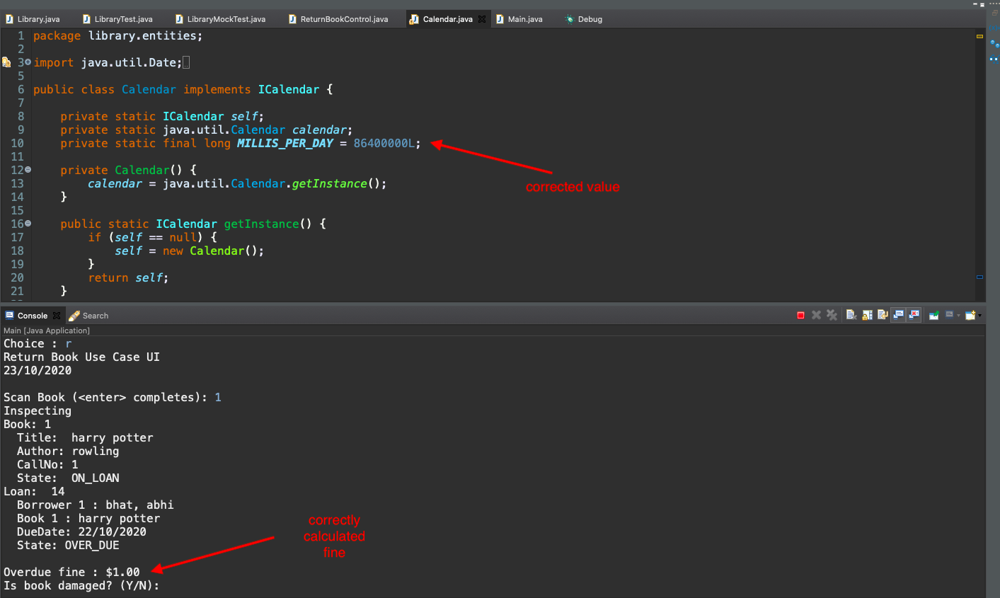 Library.java LibraryTest.java LibraryMockTest.java ReturnBookControl.java Calendar.java Main.java Debug
1 package library.entities;
2
3 import java.util.Date;
5
6 public class Calendar implements ICalendar {
7
8 private static ICalendar self;
9 private static java.util.Calendar calendar;
10 private static final long MILLIS_PER_DAY = 86400000L;
11
12 private Calendar() {
13 calendar = java.util.Calendar.getInstance();
14 }
15
16 public static ICalendar getInstance() {
17 if (self == null) {
18 self = new Calendar();
19 }
20 return self;
21 }
corrected value
Console Search
Main [Java Application]
Choice : r
Return Book Use Case UI
23/10/2020
Scan Book (<enter> completes): 1
Inspecting
Book: 1
Title: harry potter
Author: rowling
CallNo: 1
State: ON_LOAN
Loan: 14
Borrower 1 : bhat, abhi
Book 1 : harry potter
DueDate: 22/10/2020
State: OVER_DUE
correctly
calculated
fine
Overdue fine : $1.00
Is book damaged? (Y/N):